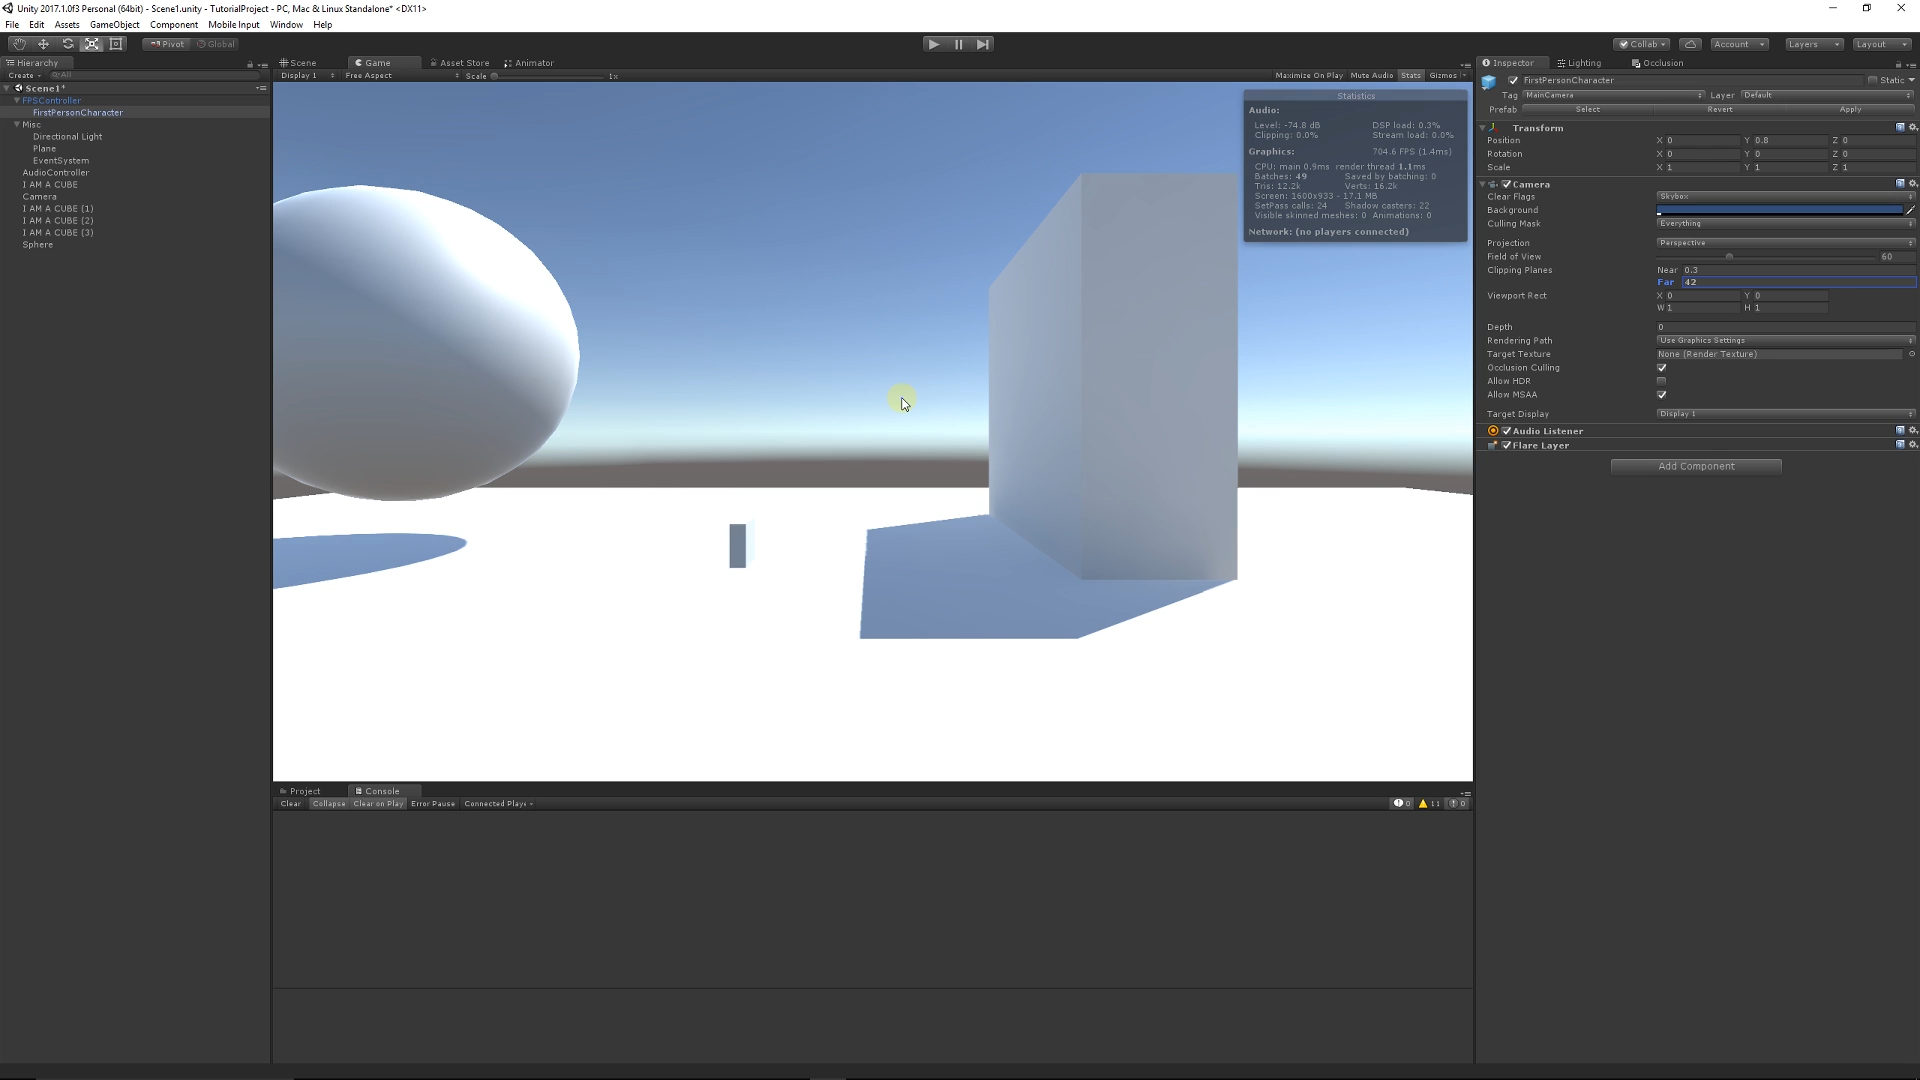 Unity 2017.1.0f3 Personal (64bit) - Scene1.unity - TutorialProject - PC, Mac & Linux Standalone* <DX11>
File Edit Assets GameObject Component Mobile Input Window Help
Pivot Global Collab Account Layers Layout
Hierarchy
Create All
Scene1*
FPSController
FirstPersonCharacter
Misc
Directional Light
Plane
EventSystem
AudioController
I AM A CUBE
Camera
I AM A CUBE (1)
I AM A CUBE (2)
I AM A CUBE (3)
Sphere
Scene Game Asset Store Animator
Display 1 Free Aspect Scale 1x Maximize On Play Mute Audio Stats Gizmos
Statistics
Audio:
Level: -74.8 dB DSP load: 0.3%
Clipping: 0.0% Stream load: 0.0%
Graphics: 704.6 FPS (1.4ms)
CPU: main 0.9ms render thread 1.1ms
Batches: 49 Saved by batching: 0
Tris: 12.2k Verts: 16.2k
Screen: 1600x933 - 17.1 MB
SetPass calls: 24 Shadow casters: 22
Visible skinned meshes: 0 Animations: 0
Network: (no players connected)
Project Console
Clear Collapse Clear on Play Error Pause Connected Playe 0 11 0
Inspector Lighting Occlusion
FirstPersonCharacter Static
Tag MainCamera Layer Default
Prefab Select Revert Apply
Transform
Position X 0 Y 0.8 Z 0
Rotation X 0 Y 0 Z 0
Scale X 1 Y 1 Z 1
Camera
Clear Flags Skybox
Background
Culling Mask Everything
Projection Perspective
Field of View 60
Clipping Planes Near 0.3
Far 42
Viewport Rect X 0 Y 0
W 1 H 1
Depth 0
Rendering Path Use Graphics Settings
Target Texture None (Render Texture)
Occlusion Culling
Allow HDR
Allow MSAA
Target Display Display 1
Audio Listener
Flare Layer
Add Component